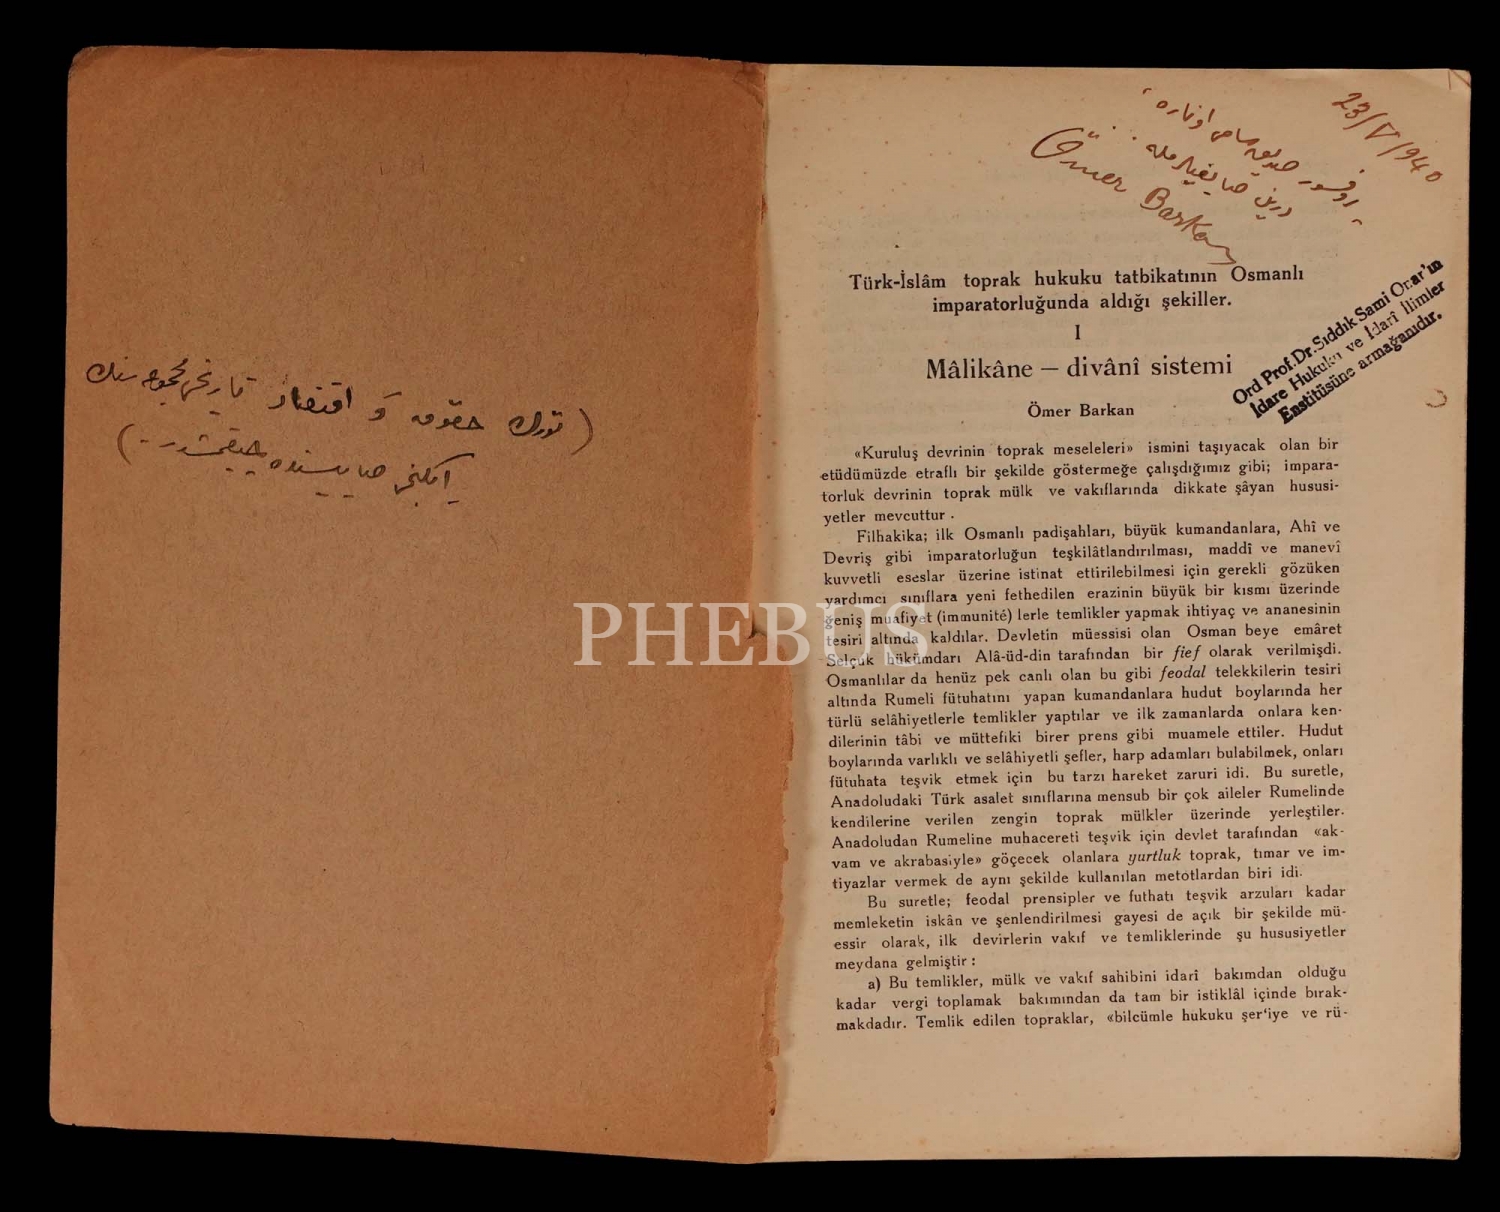 (تورك حقوق و اقتصاد تاريخى مجموعه سنك
ايكنجى صاييسنده چيقمشدر..)
23/V/940
پروفسور صديق سامى اوناره
درين صايغيلرمله
Ömer Barkan
Türk-İslâm toprak hukuku tatbikatının Osmanlı
imparatorluğunda aldığı şekiller.
I
Mâlikâne — divânî sistemi
Ömer Barkan
Ord Prof.Dr.Sıddık Sami Onar'ın
İdare Hukuku ve İdarî İlimler
Enstitüsüne armağanıdır.
«Kuruluş devrinin toprak meseleleri» ismini taşıyacak olan bir
etüdümüzde etraflı bir şekilde göstermeğe çalışdığımız gibi; impara-
torluk devrinin toprak mülk ve vakıflarında dikkate şâyan hususi-
yetler mevcuttur.
Filhakika; ilk Osmanlı padişahları, büyük kumandanlara, Ahî ve
Devriş gibi imparatorluğun teşkilâtlandırılması, maddî ve manevî
kuvvetli eseslar üzerine istinat ettirilebilmesi için gerekli gözüken
yardımcı sınıflara yeni fethedilen erazinin büyük bir kısmı üzerinde
geniş muafiyet (immunité) lerle temlikler yapmak ihtiyaç ve ananesinin
tesiri altında kaldılar. Devletin müessisi olan Osman beye emâret
Selçuk hükümdarı Alâ-üd-din tarafından bir fief olarak verilmişdi.
Osmanlılar da henüz pek canlı olan bu gibi feodal telekkilerin tesiri
altında Rumeli fütuhatını yapan kumandanlara hudut boylarında her
türlü selâhiyetlerle temlikler yaptılar ve ilk zamanlarda onlara ken-
dilerinin tâbi ve müttefiki birer prens gibi muamele ettiler. Hudut
boylarında varlıklı ve selâhiyetli şefler, harp adamları bulabilmek, onları
fütuhata teşvik etmek için bu tarzı hareket zaruri idi. Bu suretle,
Anadoludaki Türk asalet sınıflarına mensub bir çok aileler Rumelinde
kendilerine verilen zengin toprak mülkler üzerinde yerleştiler.
Anadoludan Rumeline muhacereti teşvik için devlet tarafından «ak-
vam ve akrabasiyle» göçecek olanlara yurtluk toprak, tımar ve im-
tiyazlar vermek de aynı şekilde kullanılan metotlardan biri idi.
Bu suretle; feodal prensipler ve futhatı teşvik arzuları kadar
memleketin iskân ve şenlendirilmesi gayesi de açık bir şekilde mü-
essir olarak, ilk devirlerin vakıf ve temliklerinde şu hususiyetler
meydana gelmiştir :
a) Bu temlikler, mülk ve vakıf sahibini idarî bakımdan olduğu
kadar vergi toplamak bakımından da tam bir istiklâl içinde bırak-
makdadır. Temlik edilen topraklar, «bilcümle hukuku şer'iye ve rü-
PHEBUS